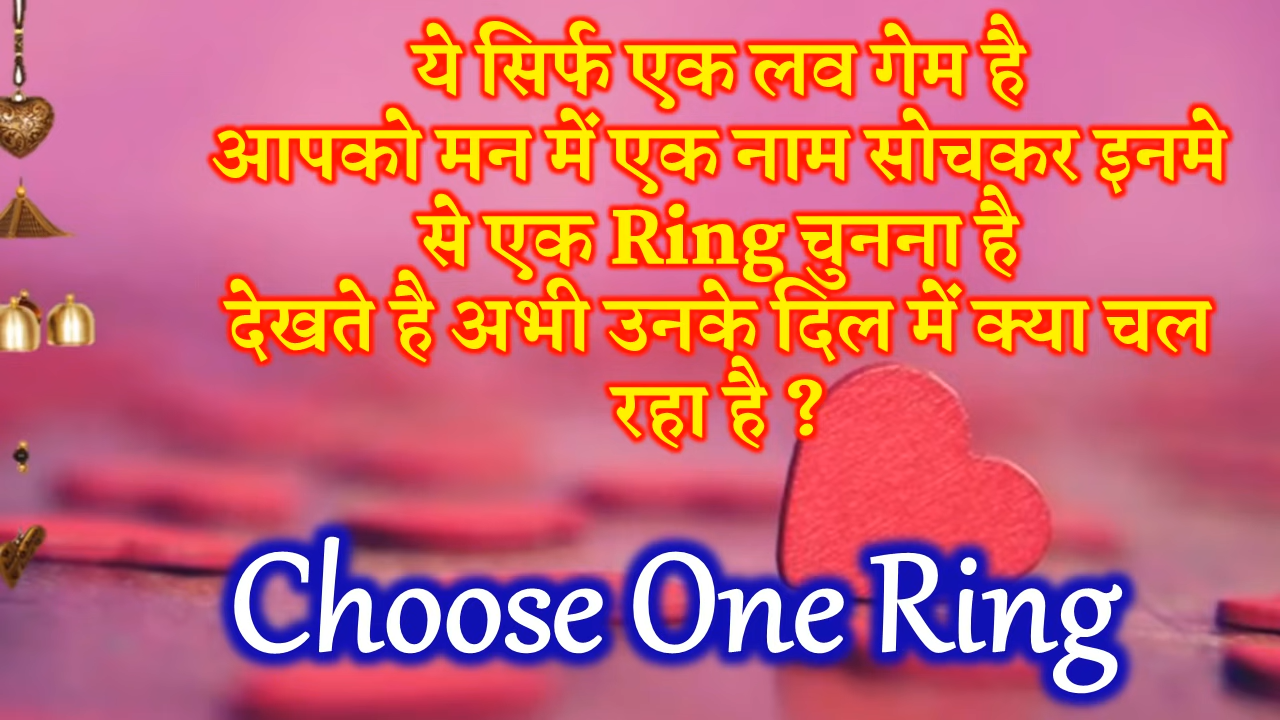 ये सिर्फ एक लव गेम है
आपको मन में एक नाम सोचकर इनमे
से एक Ring चुनना है
देखते है अभी उनके दिल में क्या चल
रहा है ?
Choose One Ring